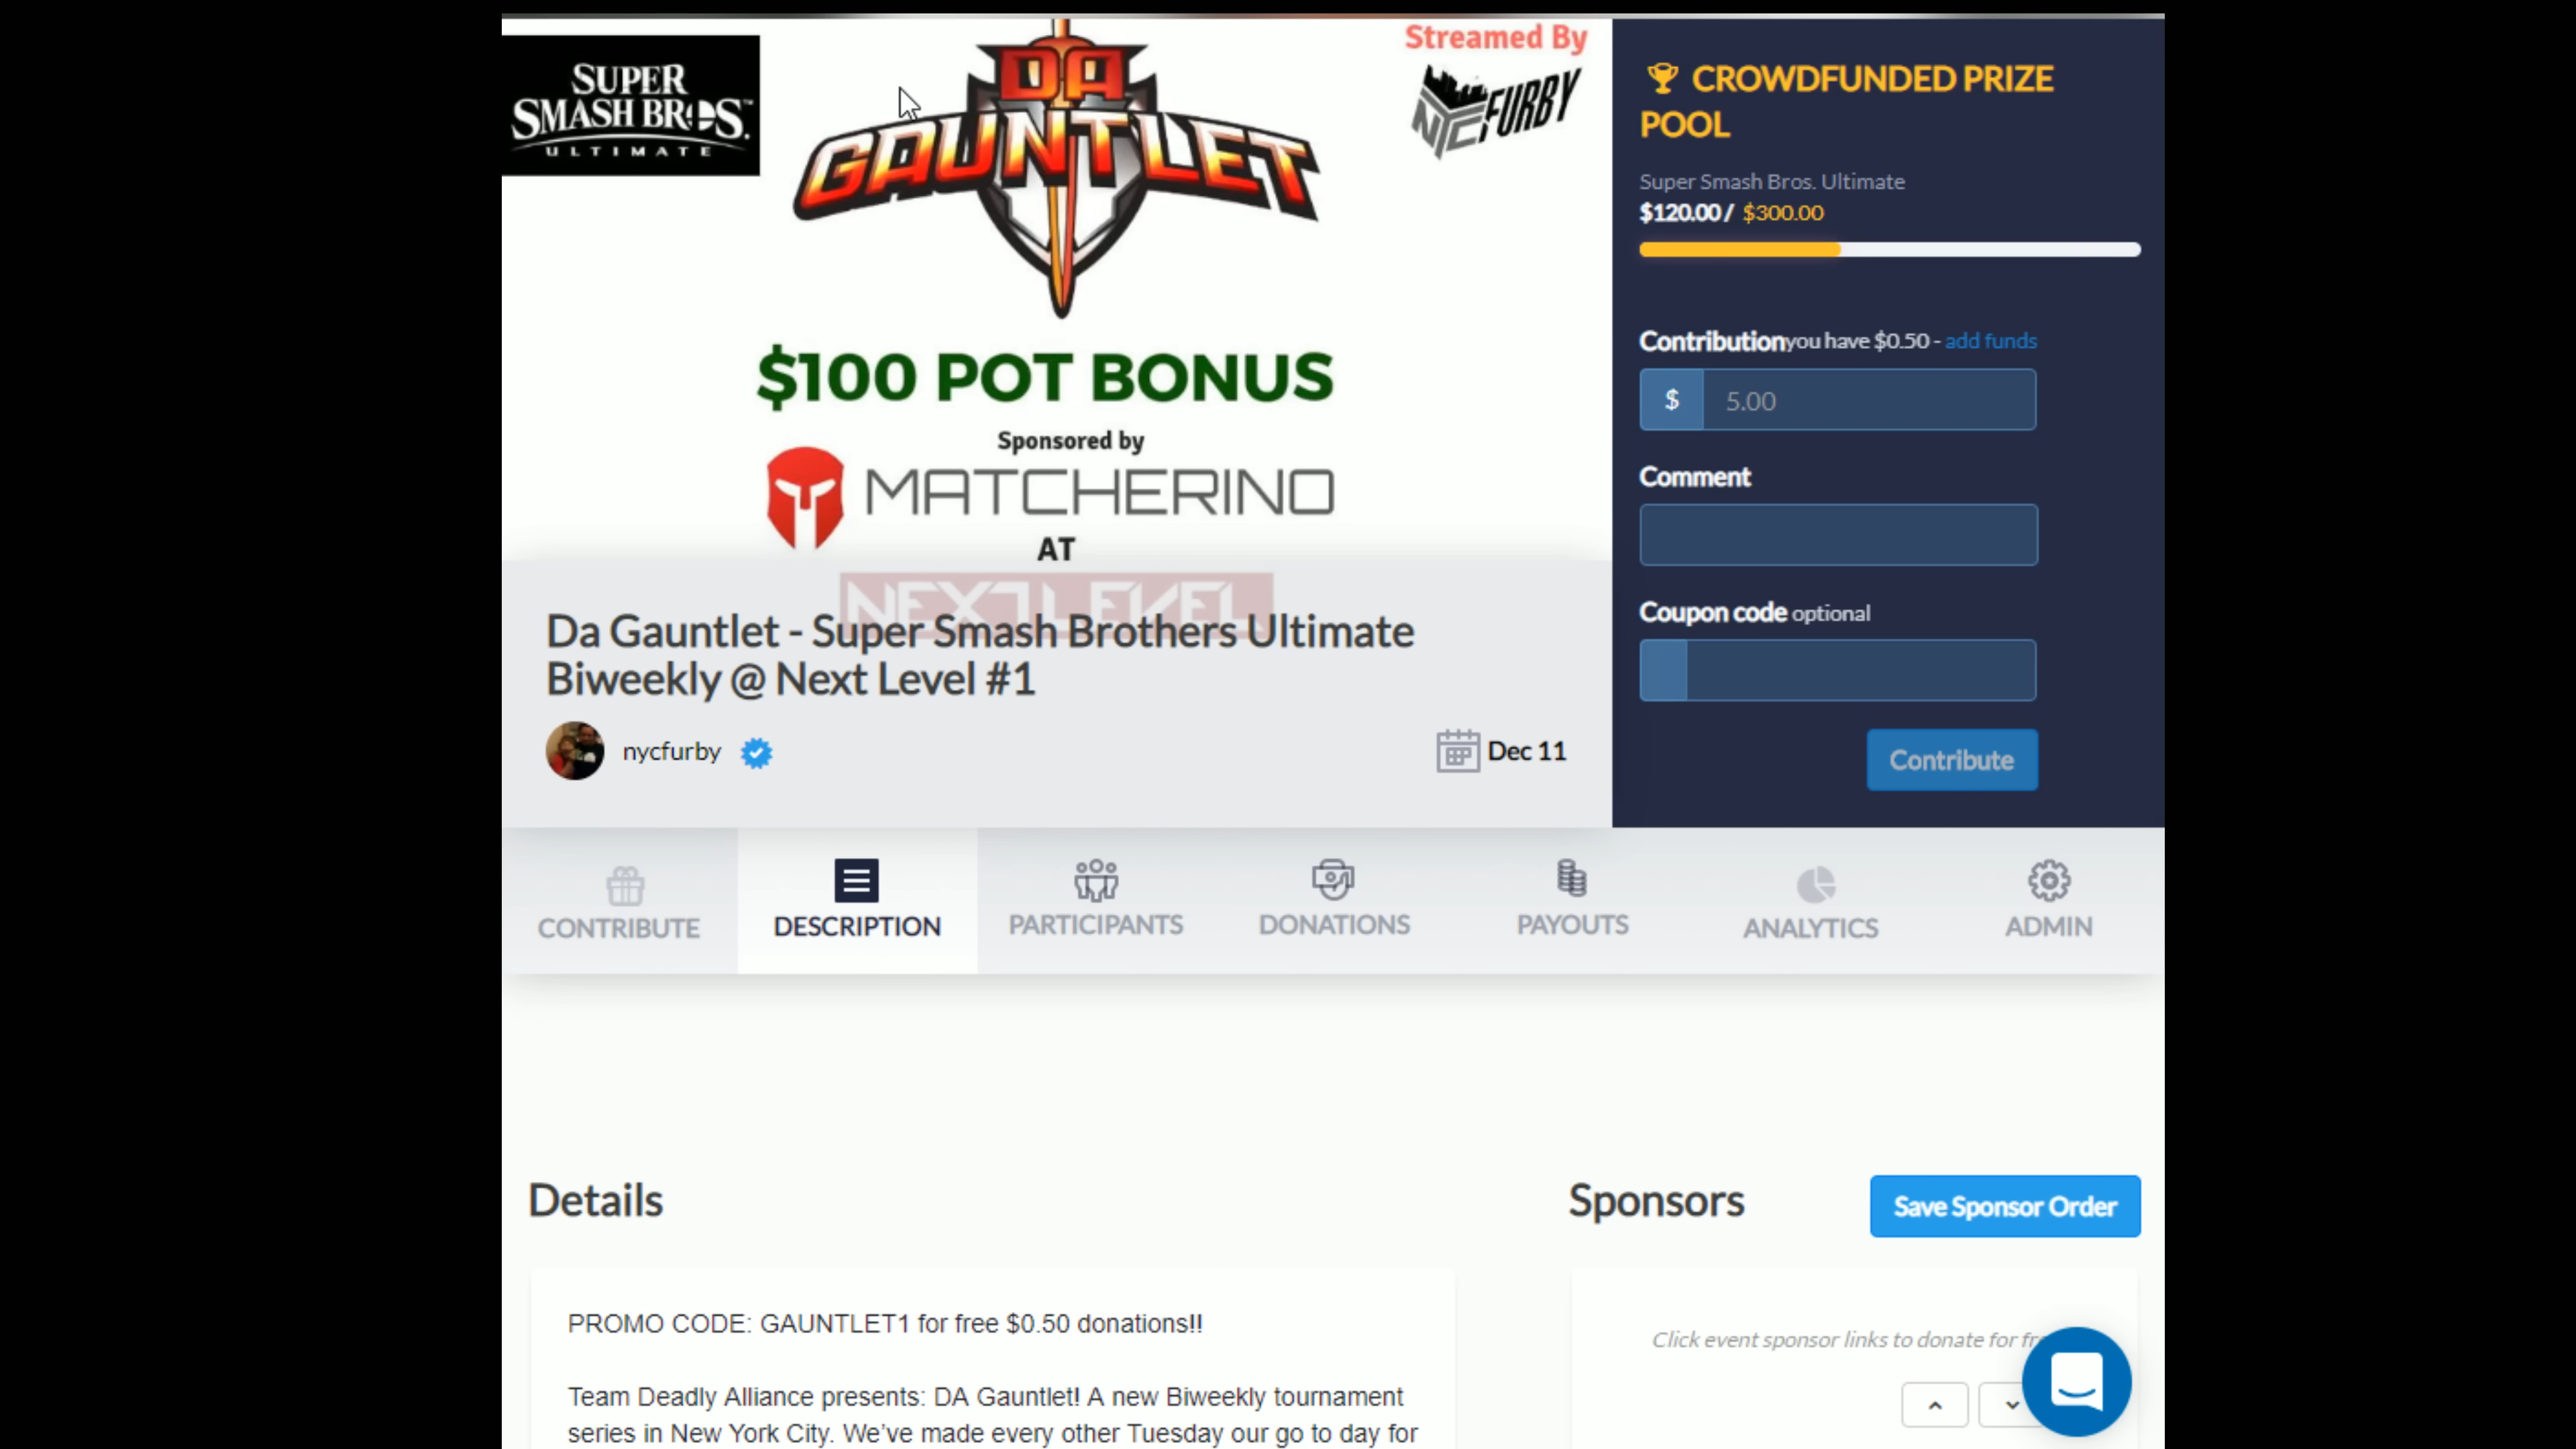 SUPER
SMASH BROS.™
ULTIMATE
DA
GAUNTLET
Streamed By
NYC FURBY
$100 POT BONUS
Sponsored by
MATCHERINO
AT
NEXT LEVEL
Da Gauntlet - Super Smash Brothers Ultimate
Biweekly @ Next Level #1
nycfurby
Dec 11
CROWDFUNDED PRIZE
POOL
Super Smash Bros. Ultimate
$120.00 / $300.00
Contribution you have $0.50 - add funds
$ 5.00
Comment
Coupon code optional
Contribute
CONTRIBUTE
DESCRIPTION
PARTICIPANTS
DONATIONS
PAYOUTS
ANALYTICS
ADMIN
Details
PROMO CODE: GAUNTLET1 for free $0.50 donations!!
Team Deadly Alliance presents: DA Gauntlet! A new Biweekly tournament
series in New York City. We've made every other Tuesday our go to day for
Sponsors
Save Sponsor Order
Click event sponsor links to donate for